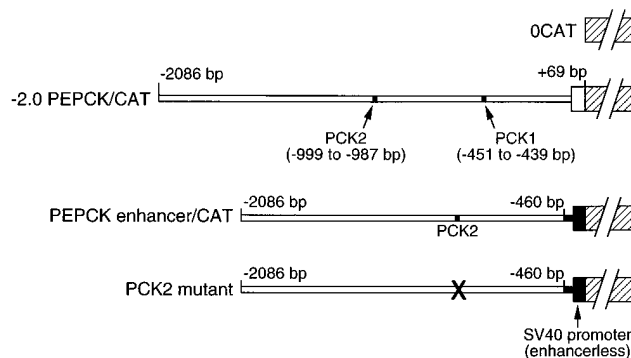 0CAT
-2086 bp
+69 bp
-2.0 PEPCK/CAT
PCK2
(-999 to -987 bp)
PCK1
(-451 to -439 bp)
-2086 bp
-460 bp
PEPCK enhancer/CAT
PCK2
-2086 bp
-460 bp
PCK2 mutant
X
SV40 promoter
(enhancerless)